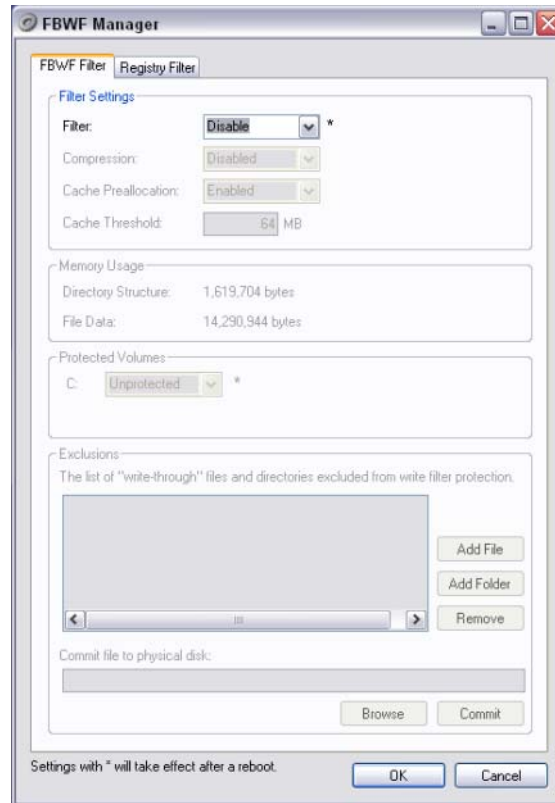 FBWF Manager
FBWF Filter Registry Filter
Filter Settings
Filter: Disable *
Compression: Disabled
Cache Preallocation: Enabled
Cache Threshold: 64 MB
Memory Usage
Directory Structure: 1,619,704 bytes
File Data: 14,290,944 bytes
Protected Volumes
C: Unprotected *
Exclusions
The list of "write-through" files and directories excluded from write filter protection.
Add File
Add Folder
Remove
Commit file to physical disk:
Browse Commit
Settings with * will take effect after a reboot.
OK Cancel